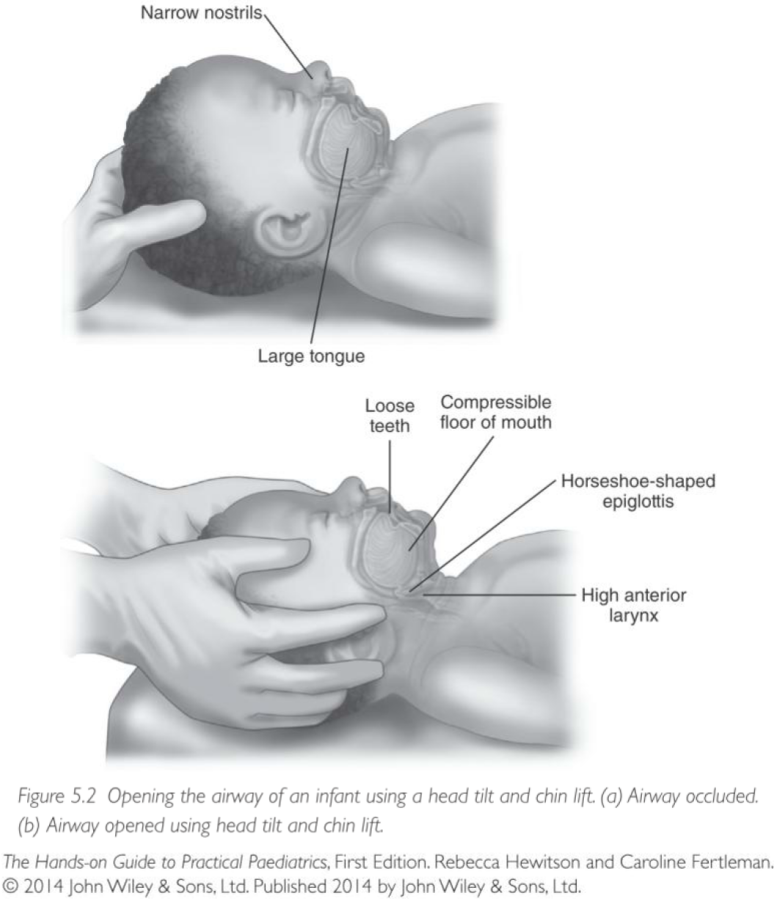 Narrow nostrils
Large tongue
Loose
teeth
Compressible
floor of mouth
Horseshoe-shaped
epiglottis
High anterior
larynx
Figure 5.2 Opening the airway of an infant using a head tilt and chin lift. (a) Airway occluded.
(b) Airway opened using head tilt and chin lift.
The Hands-on Guide to Practical Paediatrics, First Edition. Rebecca Hewitson and Caroline Fertleman.
© 2014 John Wiley & Sons, Ltd. Published 2014 by John Wiley & Sons, Ltd.